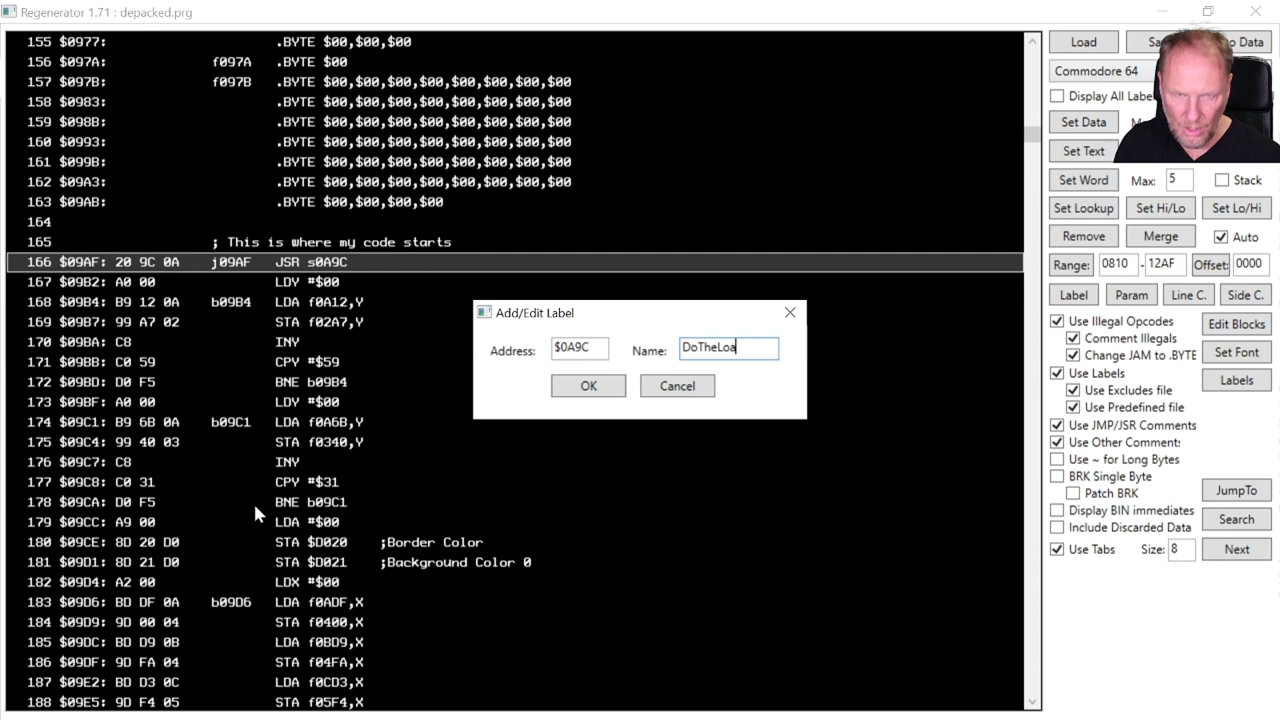 Regenerator 1.71 : depacked.prg
155 $0977: .BYTE $00,$00,$00
156 $097A: f097A .BYTE $00
157 $097B: f097B .BYTE $00,$00,$00,$00,$00,$00,$00,$00
158 $0983: .BYTE $00,$00,$00,$00,$00,$00,$00,$00
159 $098B: .BYTE $00,$00,$00,$00,$00,$00,$00,$00
160 $0993: .BYTE $00,$00,$00,$00,$00,$00,$00,$00
161 $099B: .BYTE $00,$00,$00,$00,$00,$00,$00,$00
162 $09A3: .BYTE $00,$00,$00,$00,$00,$00,$00,$00
163 $09AB: .BYTE $00,$00,$00,$00
164
165 ; This is where my code starts
166 $09AF: 20 9C 0A j09AF JSR s0A9C
167 $09B2: A0 00 LDY #$00
168 $09B4: B9 12 0A b09B4 LDA f0A12,Y
169 $09B7: 99 A7 02 STA f02A7,Y
170 $09BA: C8 INY
171 $09BB: C0 59 CPY #$59
172 $09BD: D0 F5 BNE b09B4
173 $09BF: A0 00 LDY #$00
174 $09C1: B9 6B 0A b09C1 LDA f0A6B,Y
175 $09C4: 99 40 03 STA f0340,Y
176 $09C7: C8 INY
177 $09C8: C0 31 CPY #$31
178 $09CA: D0 F5 BNE b09C1
179 $09CC: A9 00 LDA #$00
180 $09CE: 8D 20 D0 STA $D020 ;Border Color
181 $09D1: 8D 21 D0 STA $D021 ;Background Color 0
182 $09D4: A2 00 LDX #$00
183 $09D6: BD DF 0A b09D6 LDA f0ADF,X
184 $09D9: 9D 00 04 STA f0400,X
185 $09DC: BD D9 0B LDA f0BD9,X
186 $09DF: 9D FA 04 STA f04FA,X
187 $09E2: BD D3 0C LDA f0CD3,X
188 $09E5: 9D F4 05 STA f05F4,X
Add/Edit Label
Address: $0A9C Name: DoTheLoa
OK Cancel
Load Data
Commodore 64
Display All
Set Data
Set Text
Set Word Max: 5 Stack
Set Lookup Set Hi/Lo Set Lo/Hi
Remove Merge Auto
Range: 0810 - 12AF Offset: 0000
Label Param Line C. Side C.
Use Illegal Opcodes Edit Blocks
Comment Illegals
Change JAM to .BYTE Set Font
Use Labels Labels
Use Excludes file
Use Predefined file
Use JMP/JSR Comments
Use Other Comments
Use ~ for Long Bytes
BRK Single Byte JumpTo
Patch BRK
Display BIN immediates Search
Include Discarded Data
Use Tabs Size: 8 Next